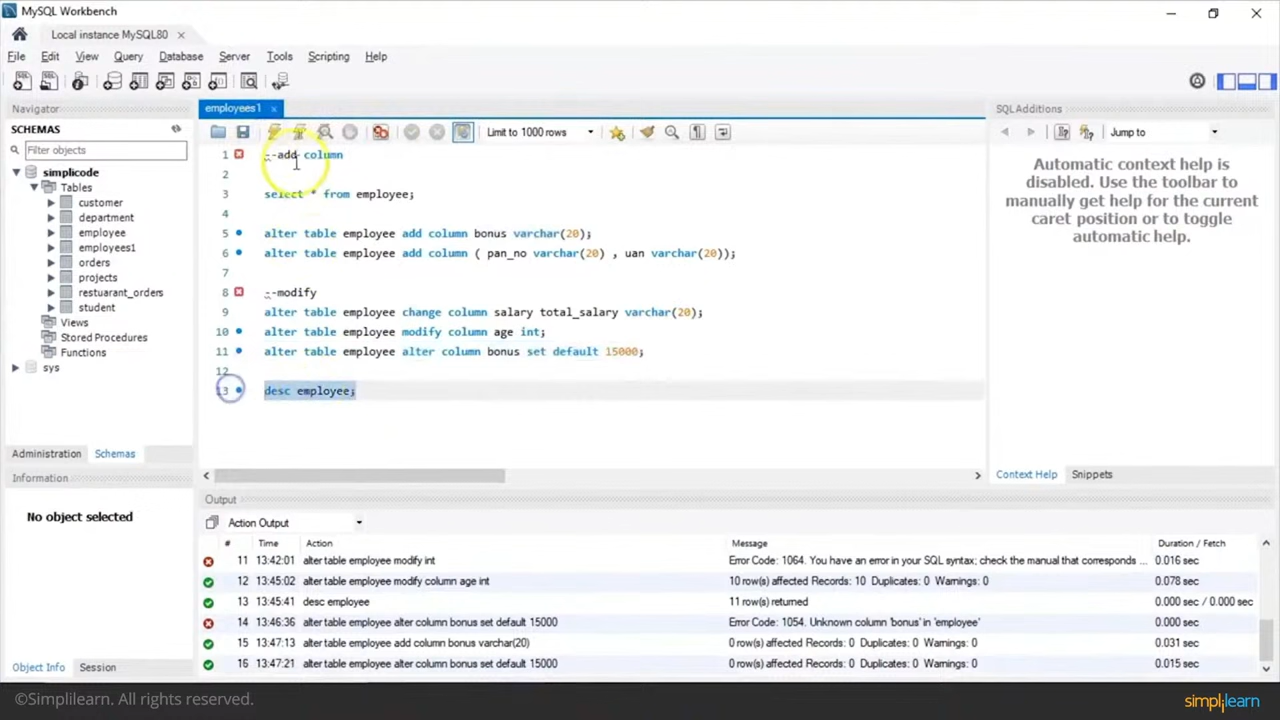 MySQL Workbench
Local instance MySQL80
File Edit View Query Database Server Tools Scripting Help
Navigator
SCHEMAS
Filter objects
simplicode
Tables
customer
department
employee
employees1
orders
projects
restuarant_orders
student
Views
Stored Procedures
Functions
sys
Administration Schemas
Information
No object selected
Object Info Session
employees1
Limit to 1000 rows
1 --add column
2
3 select * from employee;
4
5 alter table employee add column bonus varchar(20);
6 alter table employee add column ( pan_no varchar(20) , uan varchar(20));
7
8 --modify
9 alter table employee change column salary total_salary varchar(20);
10 alter table employee modify column age int;
11 alter table employee alter column bonus set default 15000;
12
13 desc employee;
SQL Additions
Jump to
Automatic context help is
disabled. Use the toolbar to
manually get help for the current
caret position or to toggle
automatic help.
Context Help Snippets
Output
Action Output
# Time Action Message Duration / Fetch
11 13:42:01 alter table employee modify int Error Code: 1064. You have an error in your SQL syntax; check the manual that corresponds ... 0.016 sec
12 13:45:02 alter table employee modify column age int 10 row(s) affected Records: 10 Duplicates: 0 Warnings: 0 0.078 sec
13 13:45:41 desc employee 11 row(s) returned 0.000 sec / 0.000 sec
14 13:46:36 alter table employee alter column bonus set default 15000 Error Code: 1054. Unknown column 'bonus' in 'employee' 0.000 sec
15 13:47:13 alter table employee add column bonus varchar(20) 0 row(s) affected Records: 0 Duplicates: 0 Warnings: 0 0.031 sec
16 13:47:21 alter table employee alter column bonus set default 15000 0 row(s) affected Records: 0 Duplicates: 0 Warnings: 0 0.015 sec
©Simplilearn. All rights reserved.
simplilearn